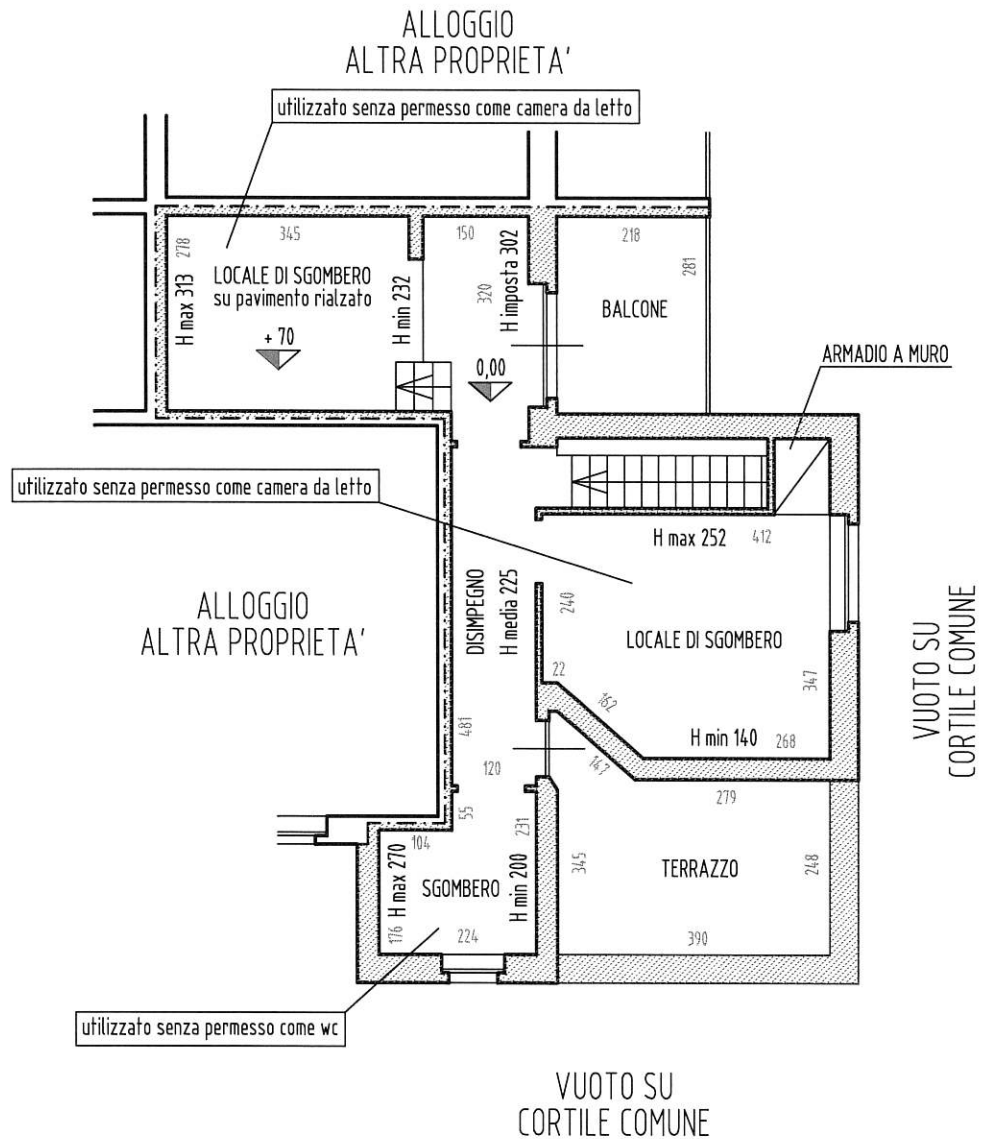 ALLOGGIO
ALTRA PROPRIETA'
utilizzato senza permesso come camera da letto
345
150
218
278
H max 313
LOCALE DI SGOMBERO
su pavimento rialzato
H min 232
320
H imposta 302
281
BALCONE
+ 70
0,00
ARMADIO A MURO
utilizzato senza permesso come camera da letto
H max 252
412
ALLOGGIO
ALTRA PROPRIETA'
DISIMPEGNO
H media 225
240
LOCALE DI SGOMBERO
VUOTO SU
CORTILE COMUNE
22
162
347
481
H min 140
268
120
147
279
55
104
231
H max 270
SGOMBERO
H min 200
345
TERRAZZO
248
176
224
390
utilizzato senza permesso come wc
VUOTO SU
CORTILE COMUNE